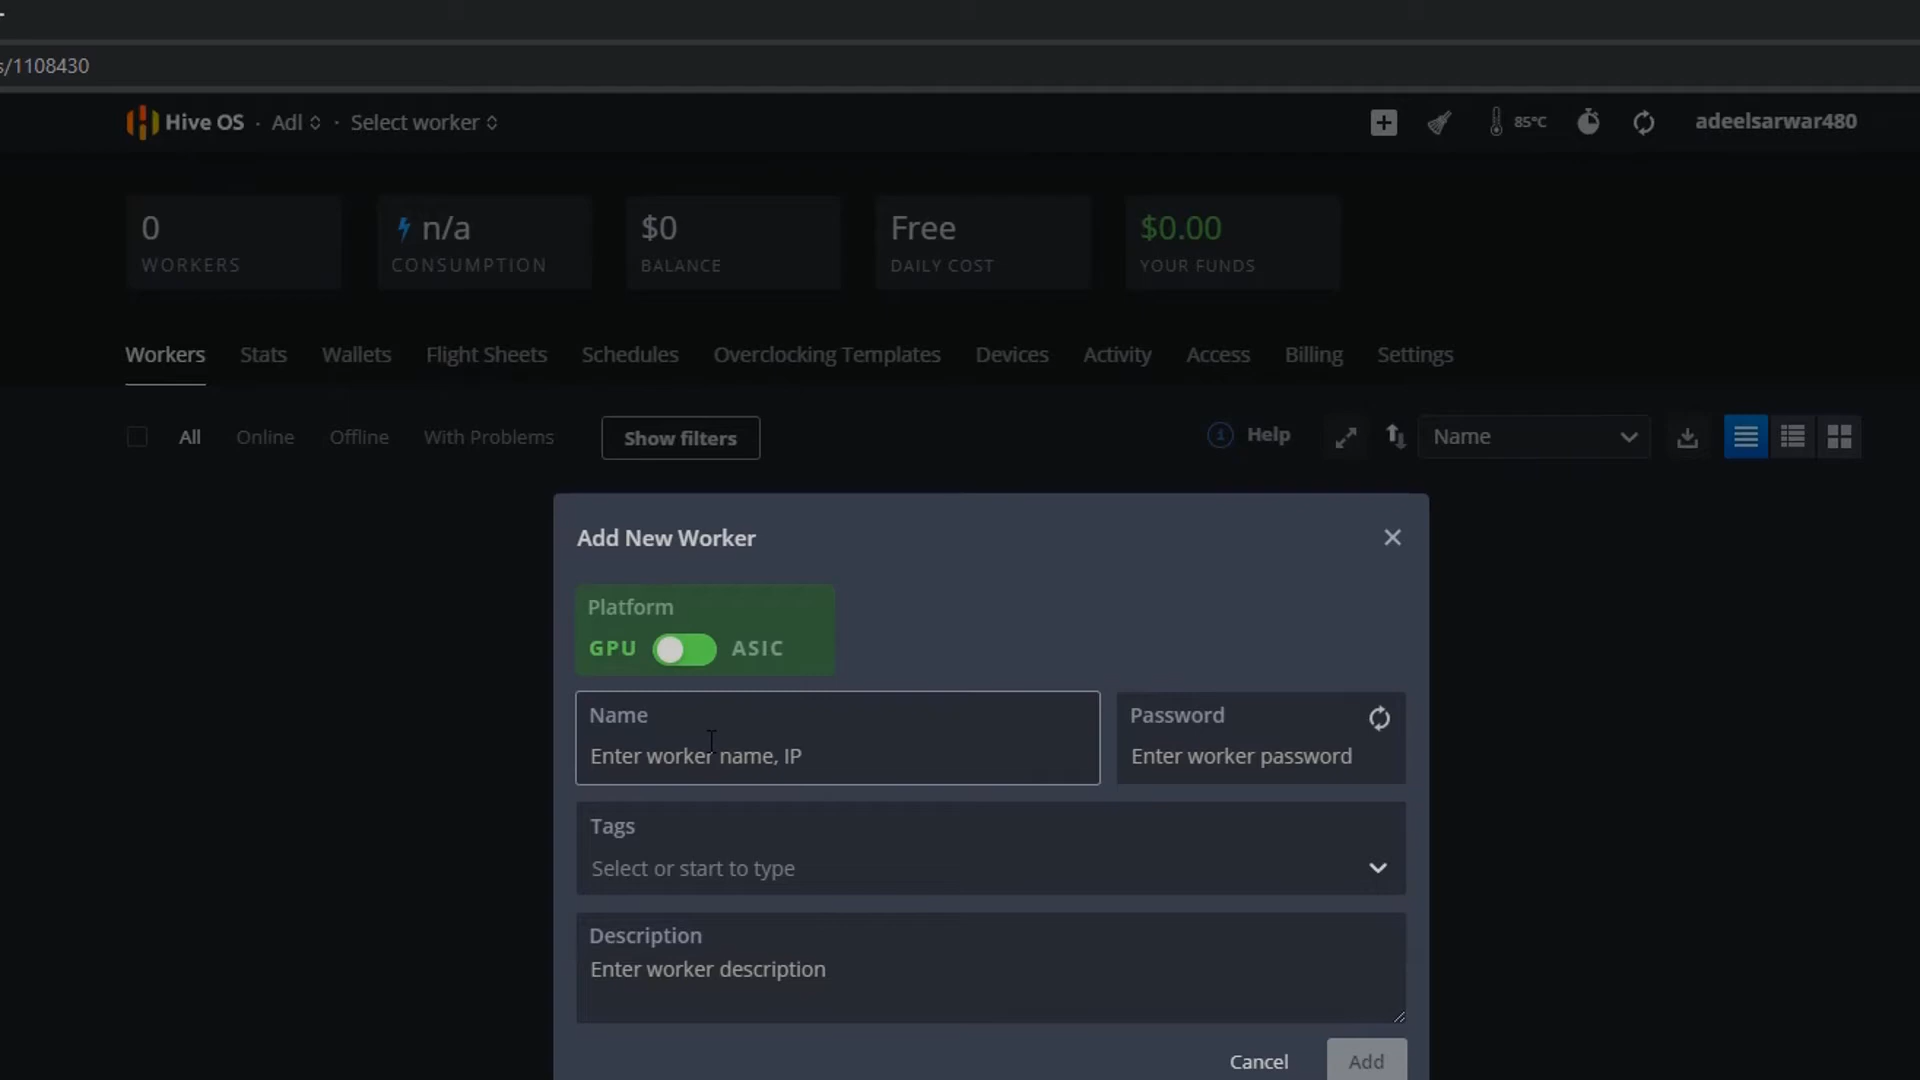 s/1108430
Hive OS · Adl · Select worker
85°C
adeelsarwar480
0
WORKERS
n/a
CONSUMPTION
$0
BALANCE
Free
DAILY COST
$0.00
YOUR FUNDS
Workers Stats Wallets Flight Sheets Schedules Overclocking Templates Devices Activity Access Billing Settings
All Online Offline With Problems Show filters Help Name
Add New Worker
Platform
GPU ASIC
Name
Enter worker name, IP
Password
Enter worker password
Tags
Select or start to type
Description
Enter worker description
Cancel Add